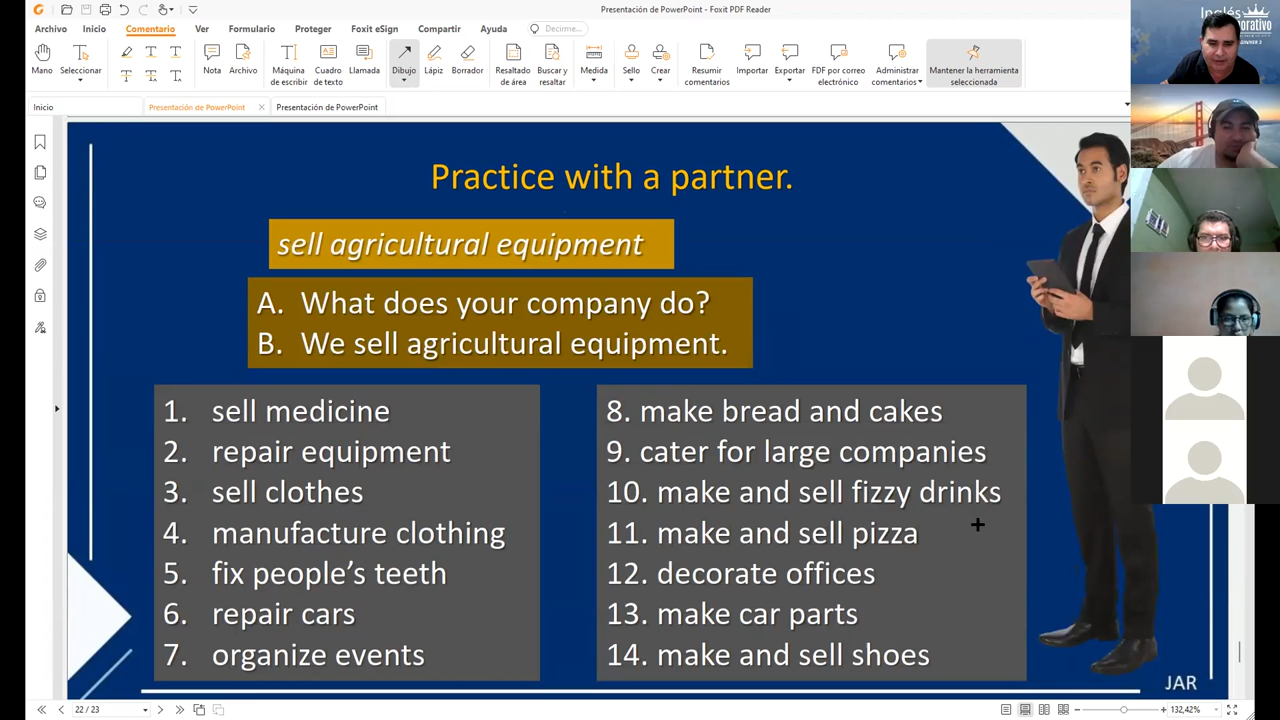 Presentación de PowerPoint - Foxit PDF Reader
Archivo Inicio Comentario Ver Formulario Proteger Foxit eSign Compartir Ayuda Decirme...
Mano Seleccionar Nota Archivo Máquina de escribir Cuadro de texto Llamada Dibujo Lápiz Borrador Resaltado de área Buscar y resaltar Medida Sello Crear Resumir comentarios Importar Exportar PDF por correo electrónico Administrar comentarios Mantener la herramienta seleccionada
Inicio Presentación de PowerPoint Presentación de PowerPoint
Inglés
Practice with a partner.
sell agricultural equipment
A. What does your company do?
B. We sell agricultural equipment.
1. sell medicine
2. repair equipment
3. sell clothes
4. manufacture clothing
5. fix people's teeth
6. repair cars
7. organize events
8. make bread and cakes
9. cater for large companies
10. make and sell fizzy drinks
11. make and sell pizza
12. decorate offices
13. make car parts
14. make and sell shoes
JAR
22 / 23
132,42%